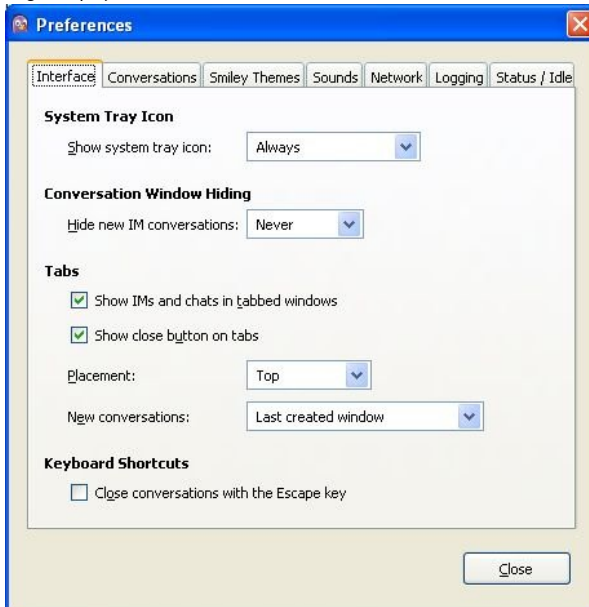 Preferences
Interface Conversations Smiley Themes Sounds Network Logging Status / Idle
System Tray Icon
Show system tray icon: Always
Conversation Window Hiding
Hide new IM conversations: Never
Tabs
Show IMs and chats in tabbed windows
Show close button on tabs
Placement: Top
New conversations: Last created window
Keyboard Shortcuts
Close conversations with the Escape key
Close